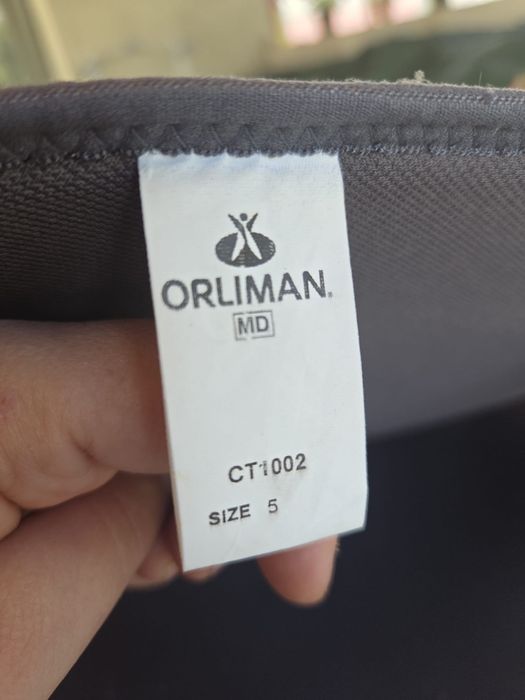 ORLIMAN.
MD
CT1002
SIZE 5